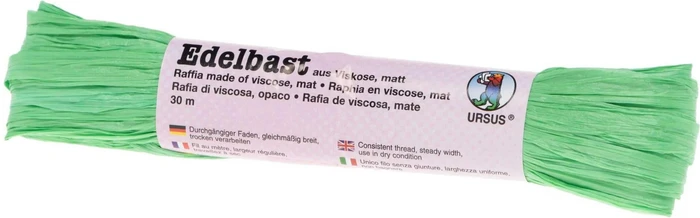 Edelbast aus Viskose, matt
Raffia made of viscose, mat • Raphia en viscose, mat
Rafia di viscosa, opaco • Rafia de viscosa, mate
30 m
URSUS®
Durchgängiger Faden, gleichmäßig breit,
trocken verarbeiten
Fil au mètre, largeur régulière,
Consistent thread, steady width,
use in dry condition
Unico filo senza giunture, larghezza uniforme,